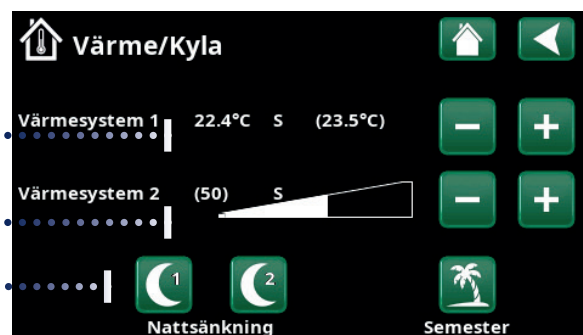 Värme/Kyla
Värmesystem 1 22.4°C S (23.5°C)
− +
Värmesystem 2 (50) S
− +
1 2
Nattsänkning Semester